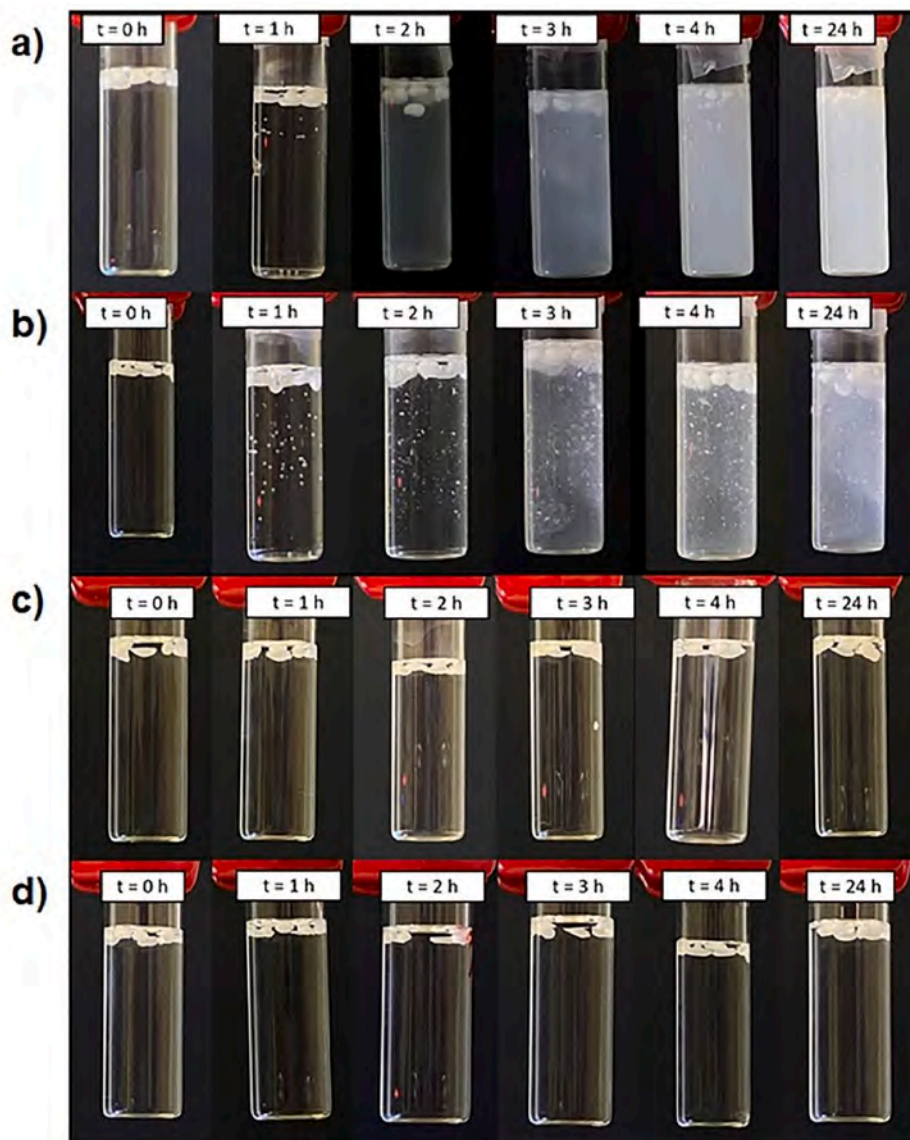 a)
t = 0 h
t = 1 h
t = 2 h
t = 3 h
t = 4 h
t = 24 h
b)
t = 0 h
t = 1 h
t = 2 h
t = 3 h
t = 4 h
t = 24 h
c)
t = 0 h
t = 1 h
t = 2 h
t = 3 h
t = 4 h
t = 24 h
d)
t = 0 h
t = 1 h
t = 2 h
t = 3 h
t = 4 h
t = 24 h